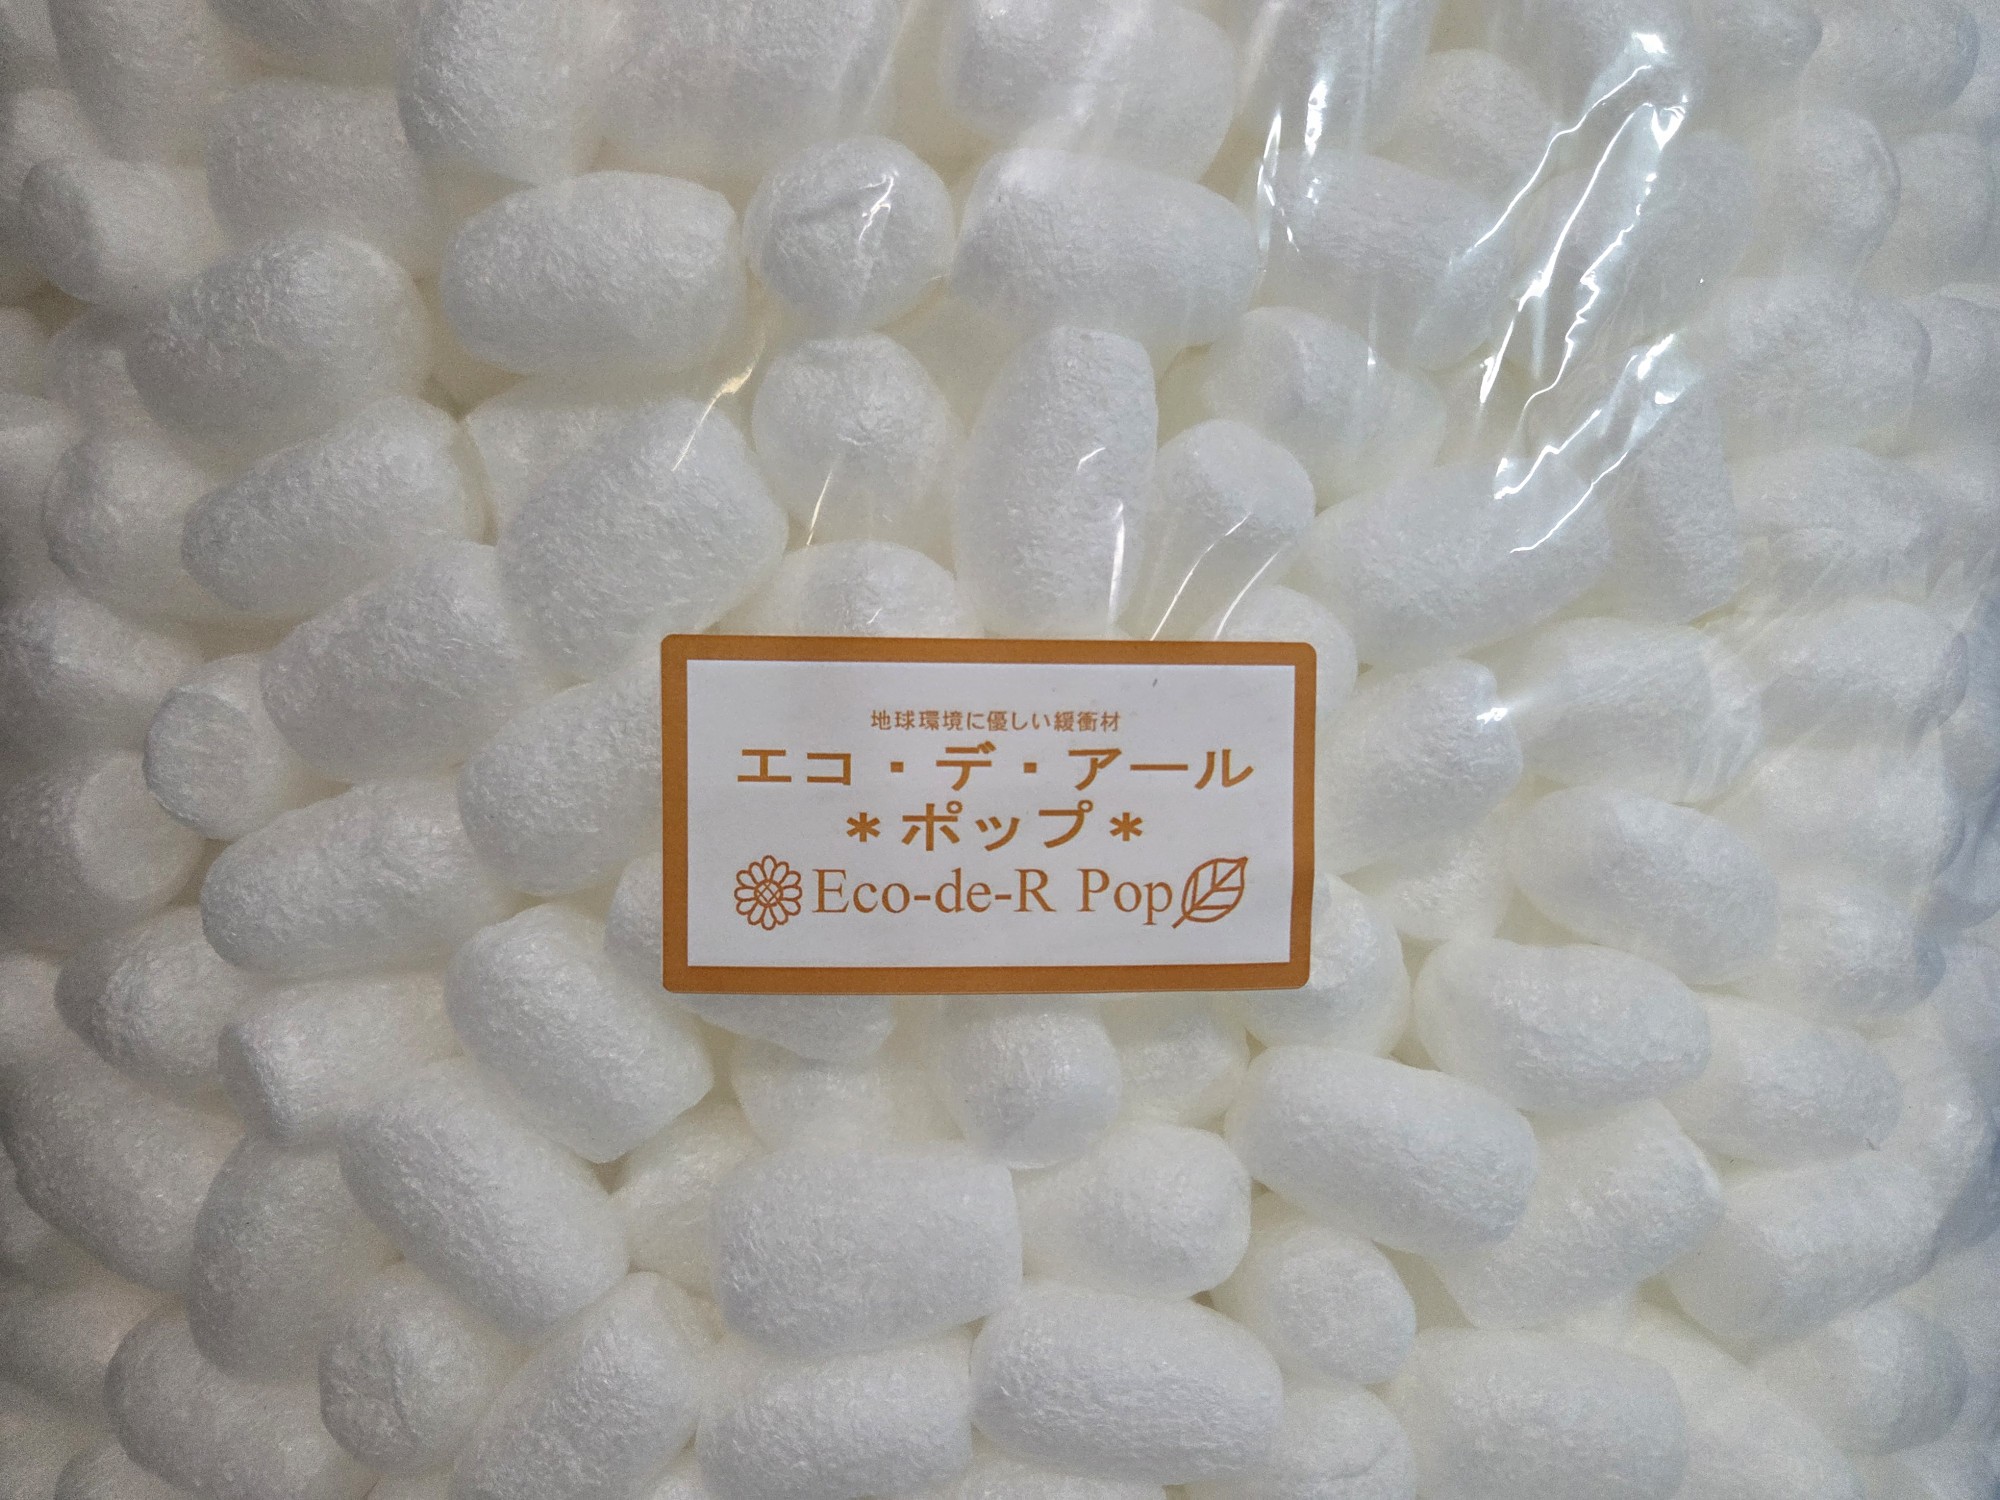 地球環境に優しい緩衝材
エコ・デ・アール
＊ポップ＊
Eco-de-R Pop